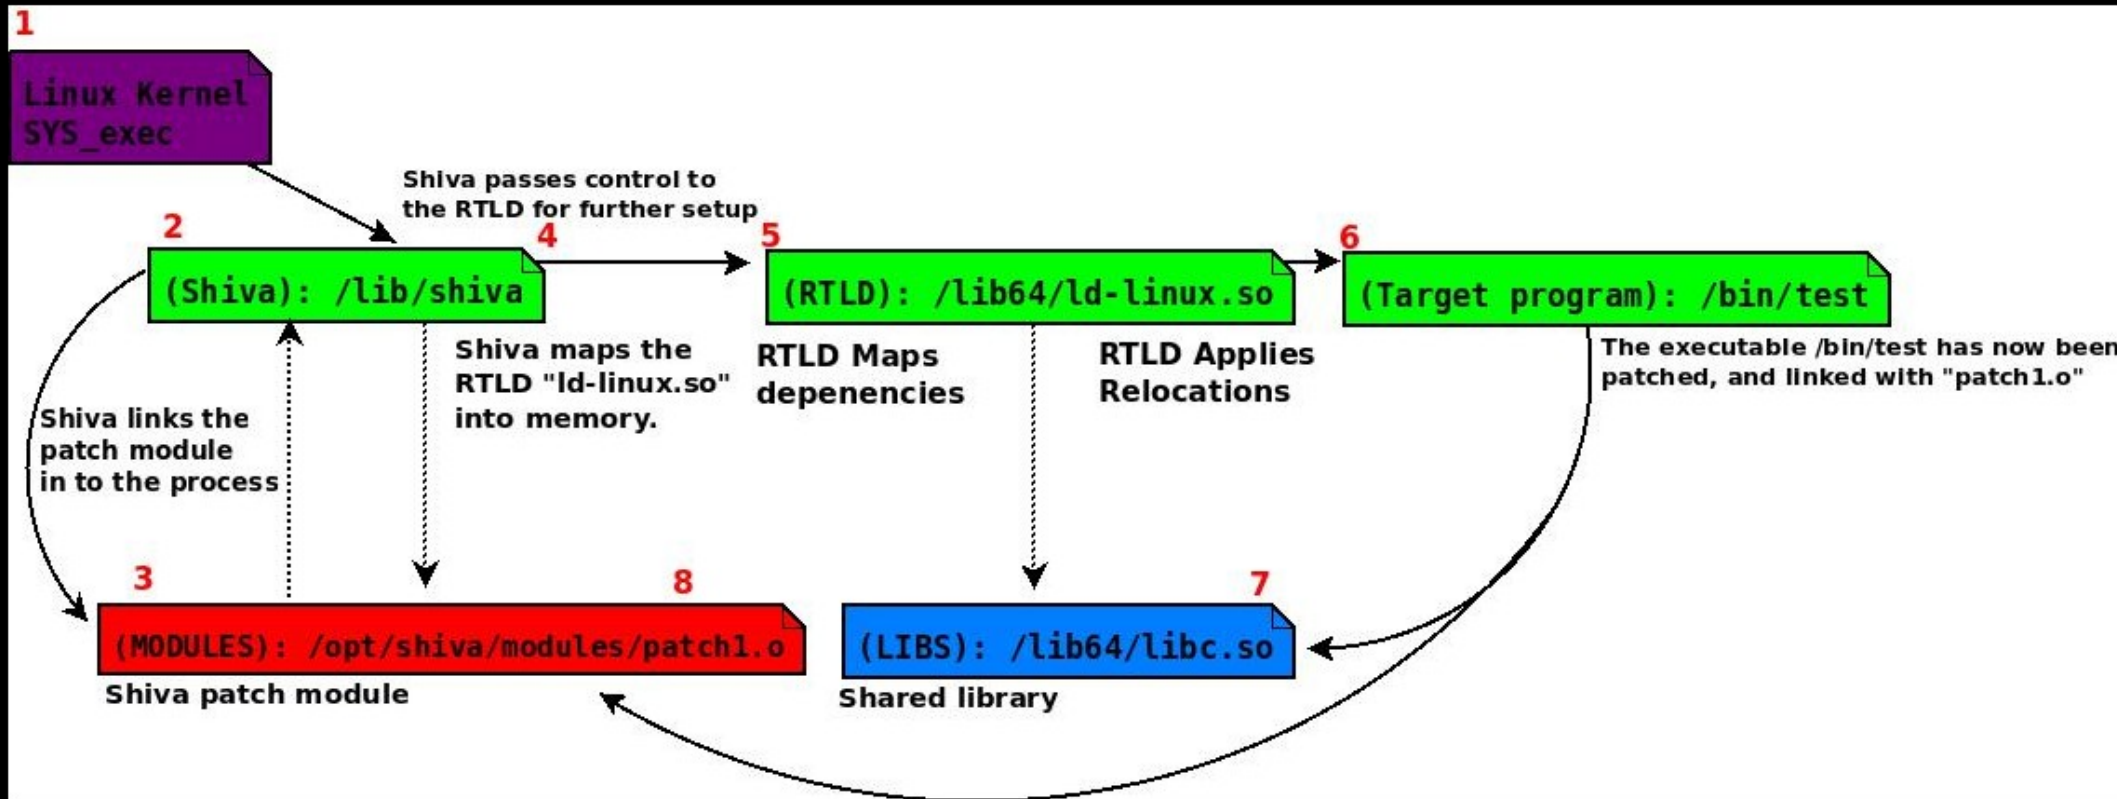 1
Linux Kernel
SYS_exec
Shiva passes control to
the RTLD for further setup
2
4
5
6
(Shiva): /lib/shiva
(RTLD): /lib64/ld-linux.so
(Target program): /bin/test
Shiva maps the
RTLD "ld-linux.so"
into memory.
RTLD Maps
depenencies
RTLD Applies
Relocations
The executable /bin/test has now been
patched, and linked with "patch1.o"
Shiva links the
patch module
in to the process
3
8
7
(MODULES): /opt/shiva/modules/patch1.o
(LIBS): /lib64/libc.so
Shiva patch module
Shared library